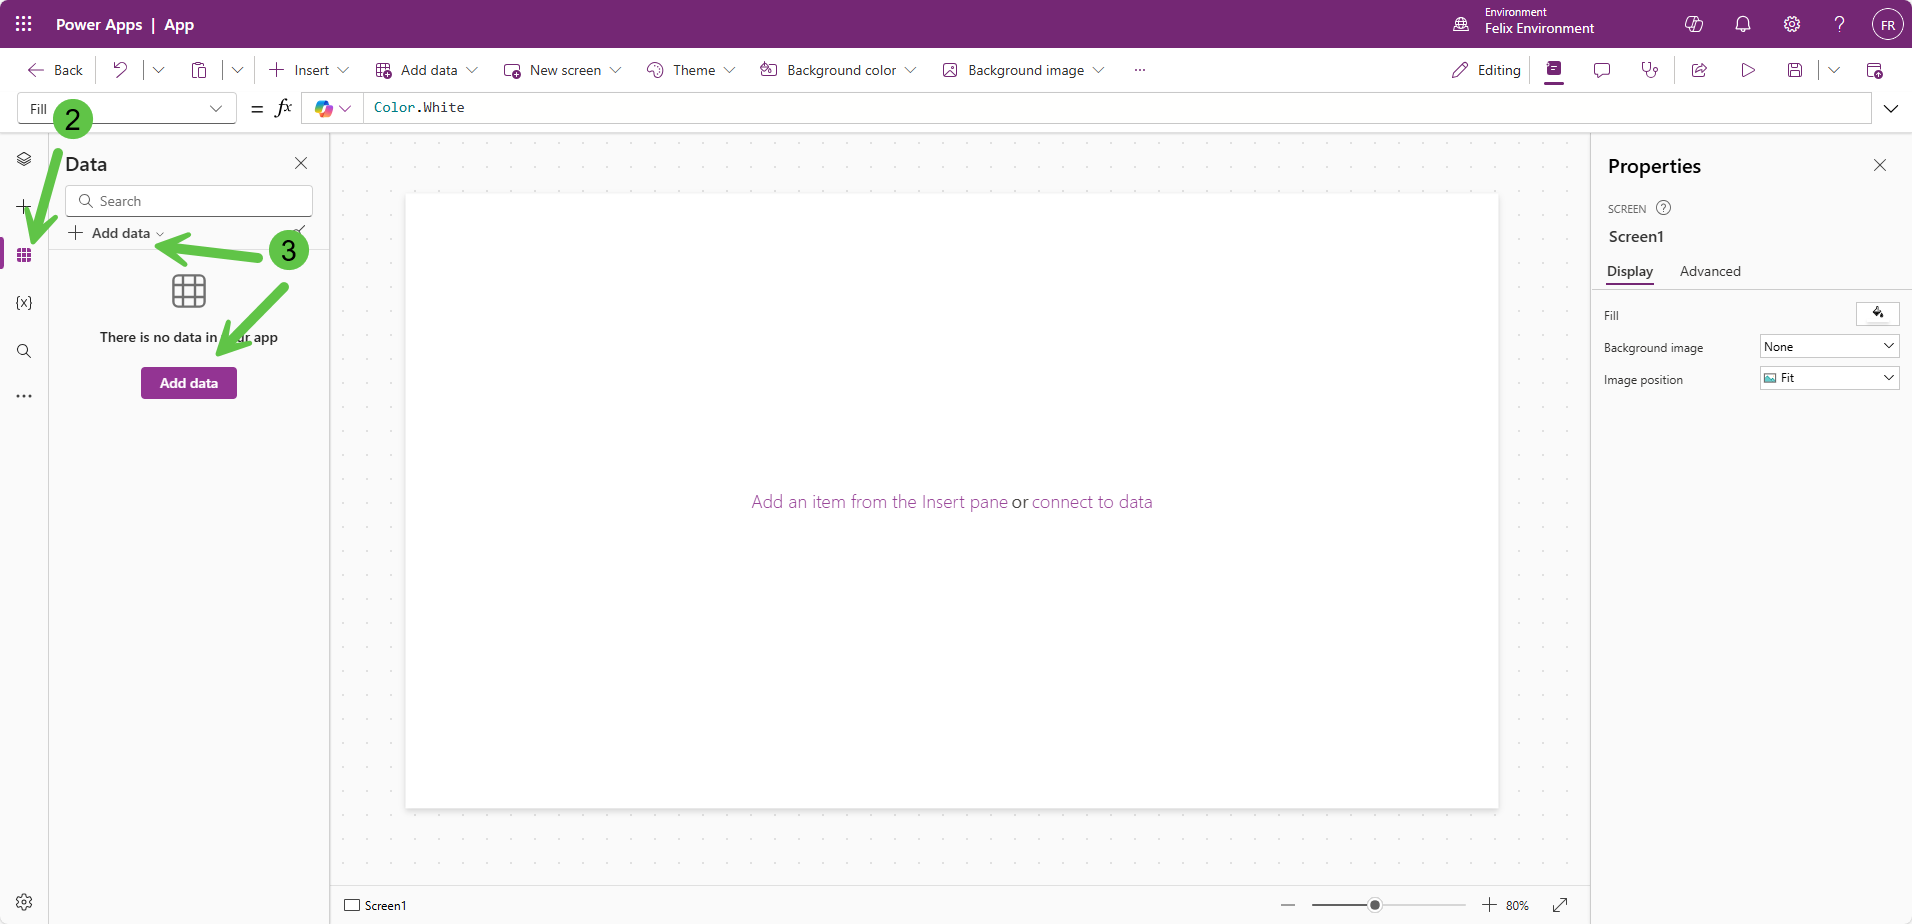 Power Apps | App
Environment
Felix Environment
FR
Back
Insert
Add data
New screen
Theme
Background color
Background image
...
Editing
Fill
= fx
Color.White
2
Data
Search
Add data
3
{x}
There is no data in ur app
Add data
Add an item from the Insert pane or connect to data
Properties
SCREEN ?
Screen1
Display Advanced
Fill
Background image None
Image position Fit
Screen1
80%